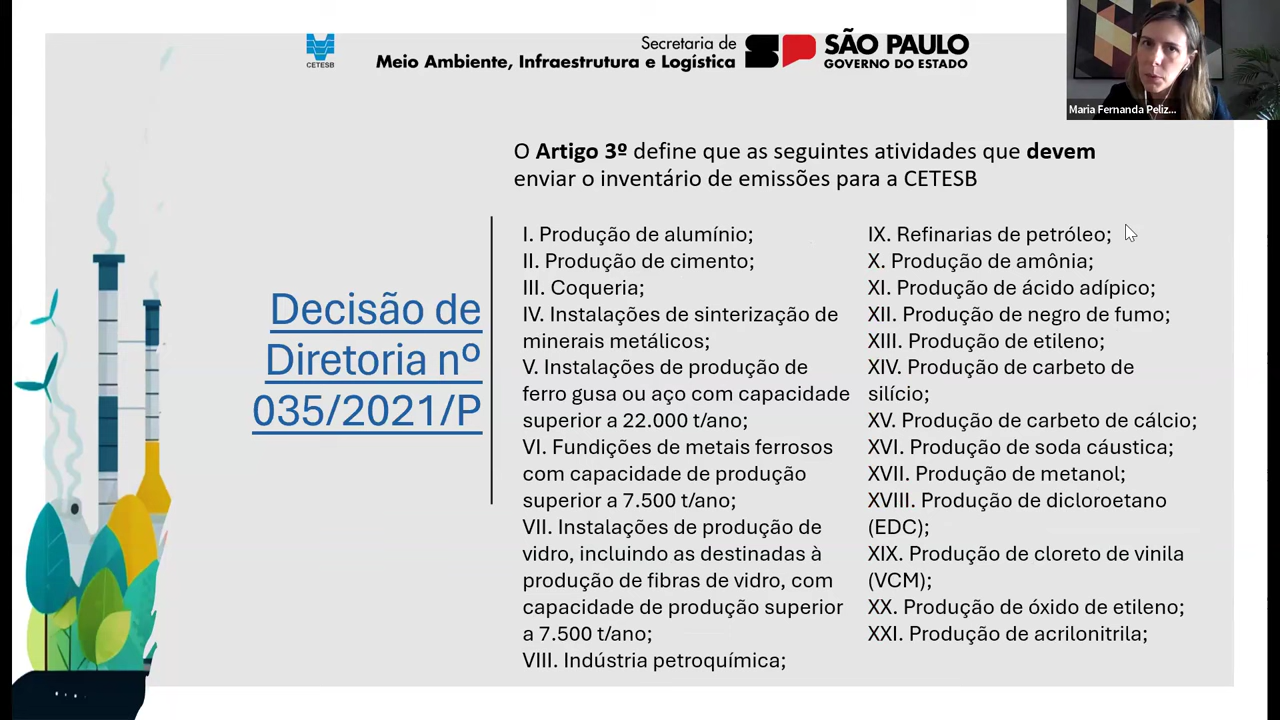 CETESB
Secretaria de
Meio Ambiente, Infraestrutura e Logística
SP
SÃO PAULO
GOVERNO DO ESTADO
Maria Fernanda Peliz...
O Artigo 3º define que as seguintes atividades que devem
enviar o inventário de emissões para a CETESB
Decisão de
Diretoria nº
035/2021/P
I. Produção de alumínio;
II. Produção de cimento;
III. Coqueria;
IV. Instalações de sinterização de
minerais metálicos;
V. Instalações de produção de
ferro gusa ou aço com capacidade
superior a 22.000 t/ano;
VI. Fundições de metais ferrosos
com capacidade de produção
superior a 7.500 t/ano;
VII. Instalações de produção de
vidro, incluindo as destinadas à
produção de fibras de vidro, com
capacidade de produção superior
a 7.500 t/ano;
VIII. Indústria petroquímica;
IX. Refinarias de petróleo;
X. Produção de amônia;
XI. Produção de ácido adípico;
XII. Produção de negro de fumo;
XIII. Produção de etileno;
XIV. Produção de carbeto de
silício;
XV. Produção de carbeto de cálcio;
XVI. Produção de soda cáustica;
XVII. Produção de metanol;
XVIII. Produção de dicloroetano
(EDC);
XIX. Produção de cloreto de vinila
(VCM);
XX. Produção de óxido de etileno;
XXI. Produção de acrilonitrila;